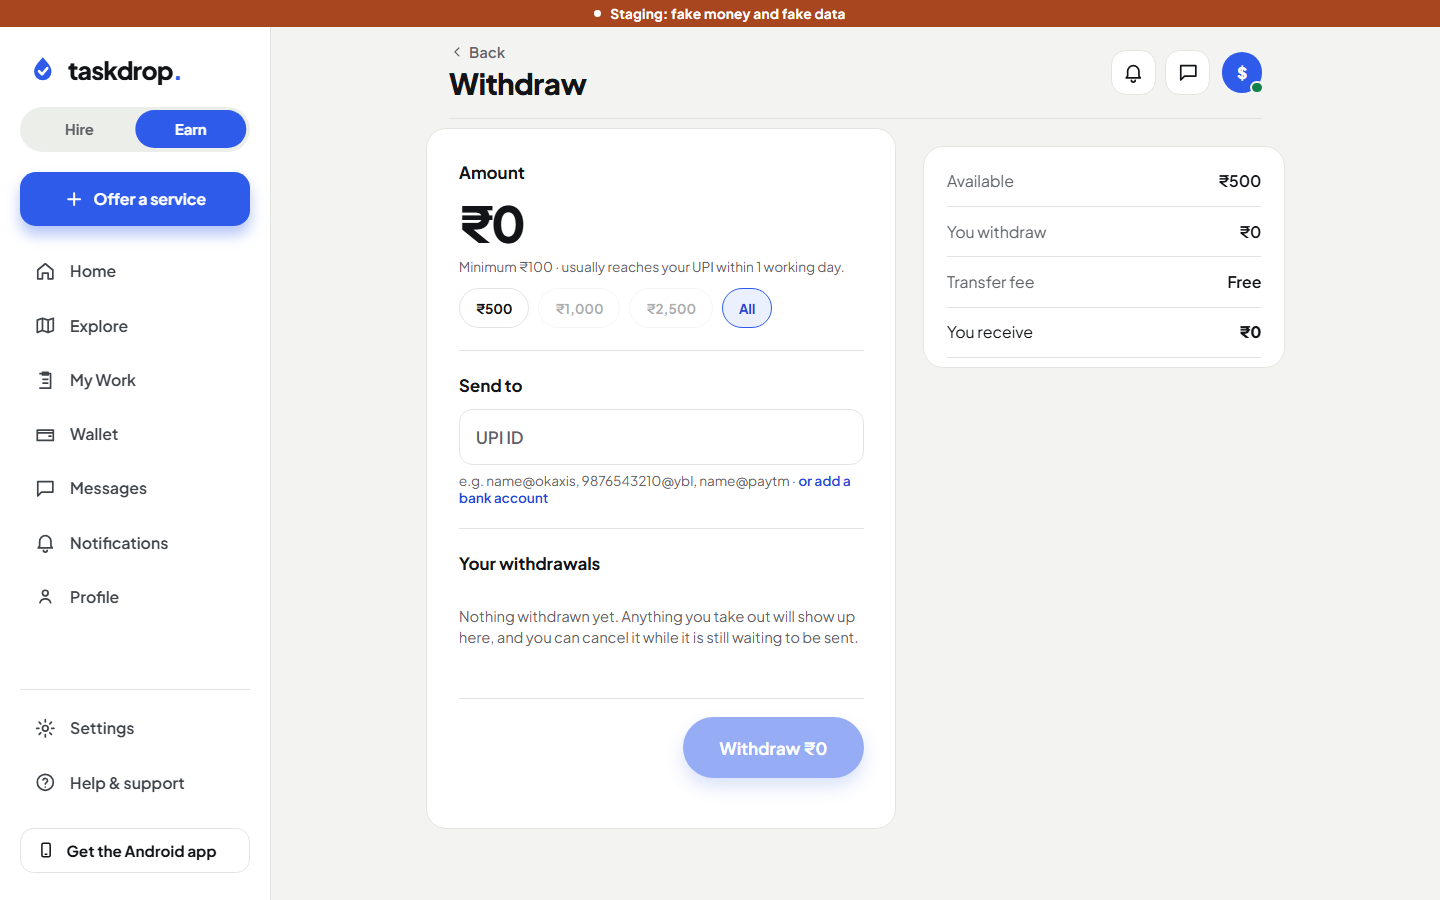 Staging: fake money and fake data
taskdrop.
Hire
Earn
Offer a service
Home
Explore
My Work
Wallet
Messages
Notifications
Profile
Settings
Help & support
Get the Android app
Back
Withdraw
$
Amount
₹0
Minimum ₹100 · usually reaches your UPI within 1 working day.
₹500
₹1,000
₹2,500
All
Send to
UPI ID
e.g. name@okaxis, 9876543210@ybl, name@paytm · or add a
bank account
Your withdrawals
Nothing withdrawn yet. Anything you take out will show up
here, and you can cancel it while it is still waiting to be sent.
Withdraw ₹0
Available ₹500
You withdraw ₹0
Transfer fee Free
You receive ₹0